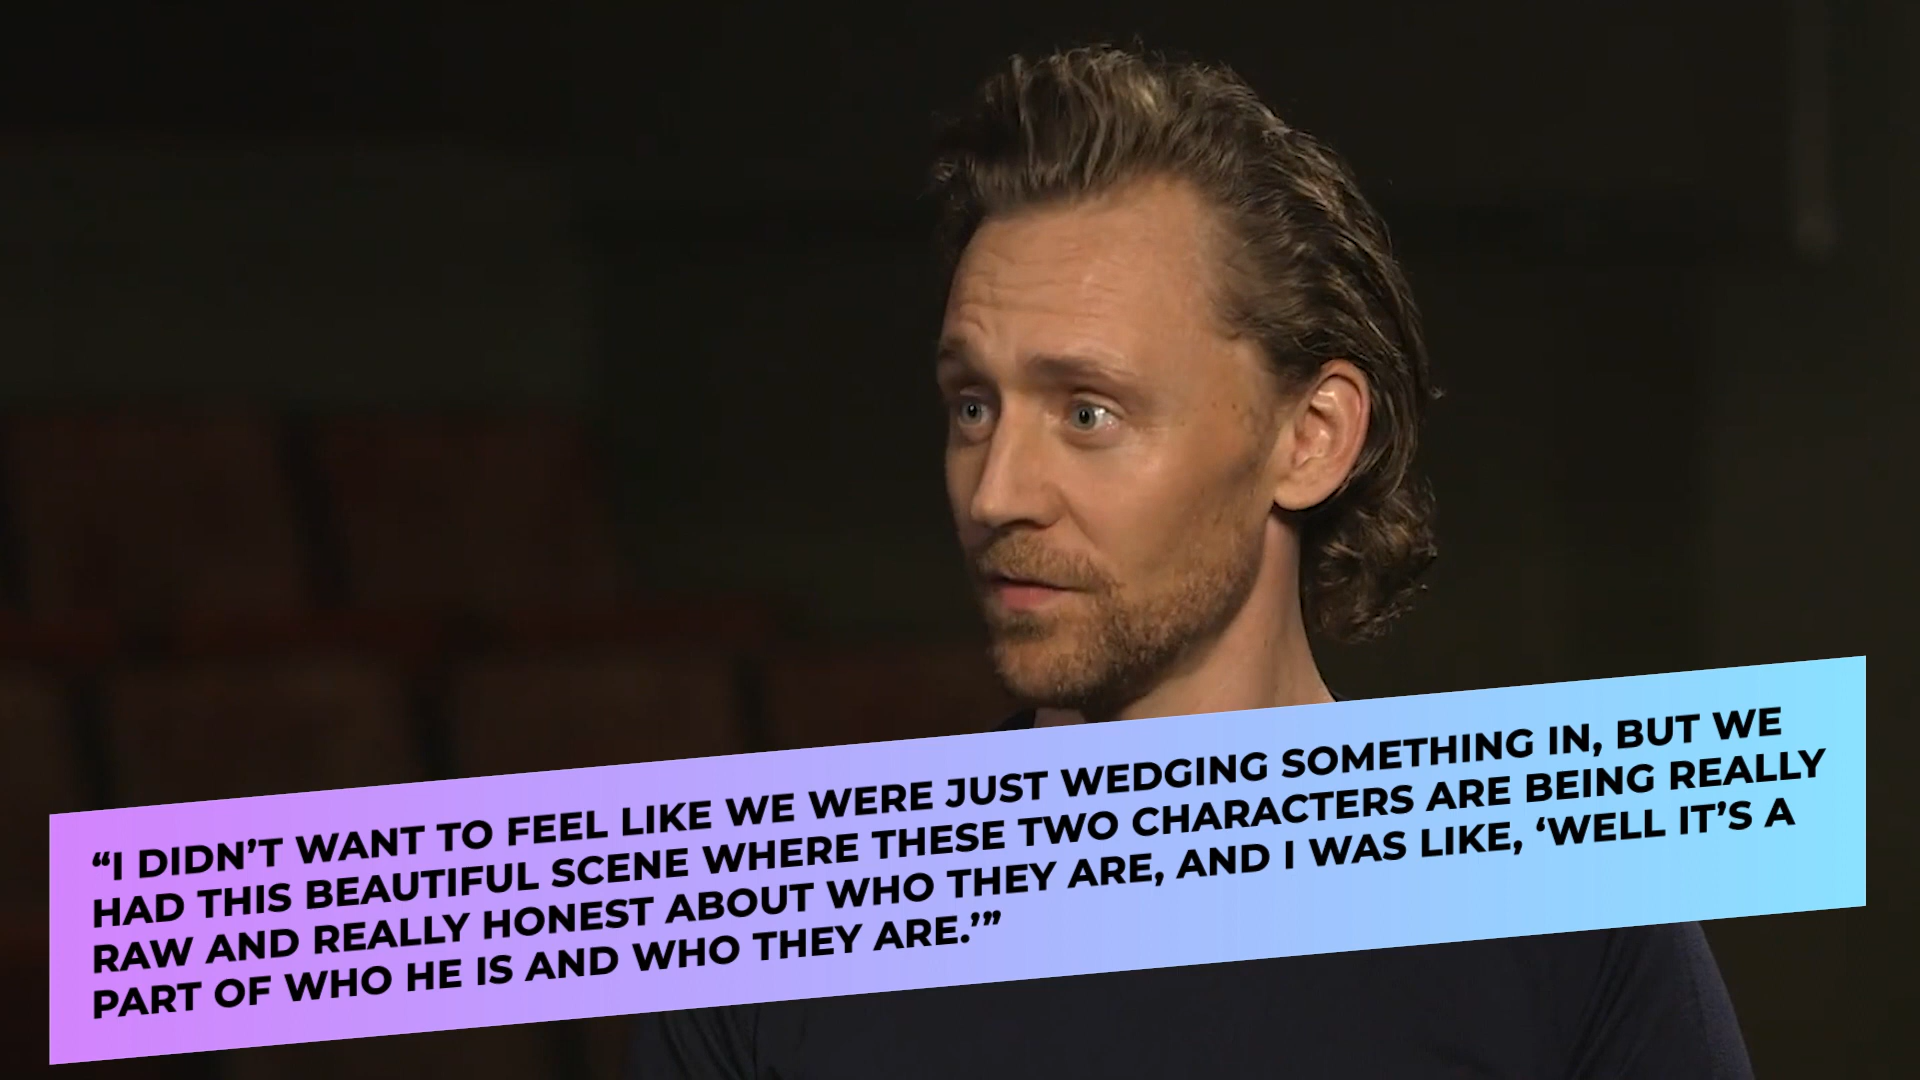 “I DIDN’T WANT TO FEEL LIKE WE WERE JUST WEDGING SOMETHING IN, BUT WE
HAD THIS BEAUTIFUL SCENE WHERE THESE TWO CHARACTERS ARE BEING REALLY
RAW AND REALLY HONEST ABOUT WHO THEY ARE, AND I WAS LIKE, ‘WELL IT’S A
PART OF WHO HE IS AND WHO THEY ARE.’”